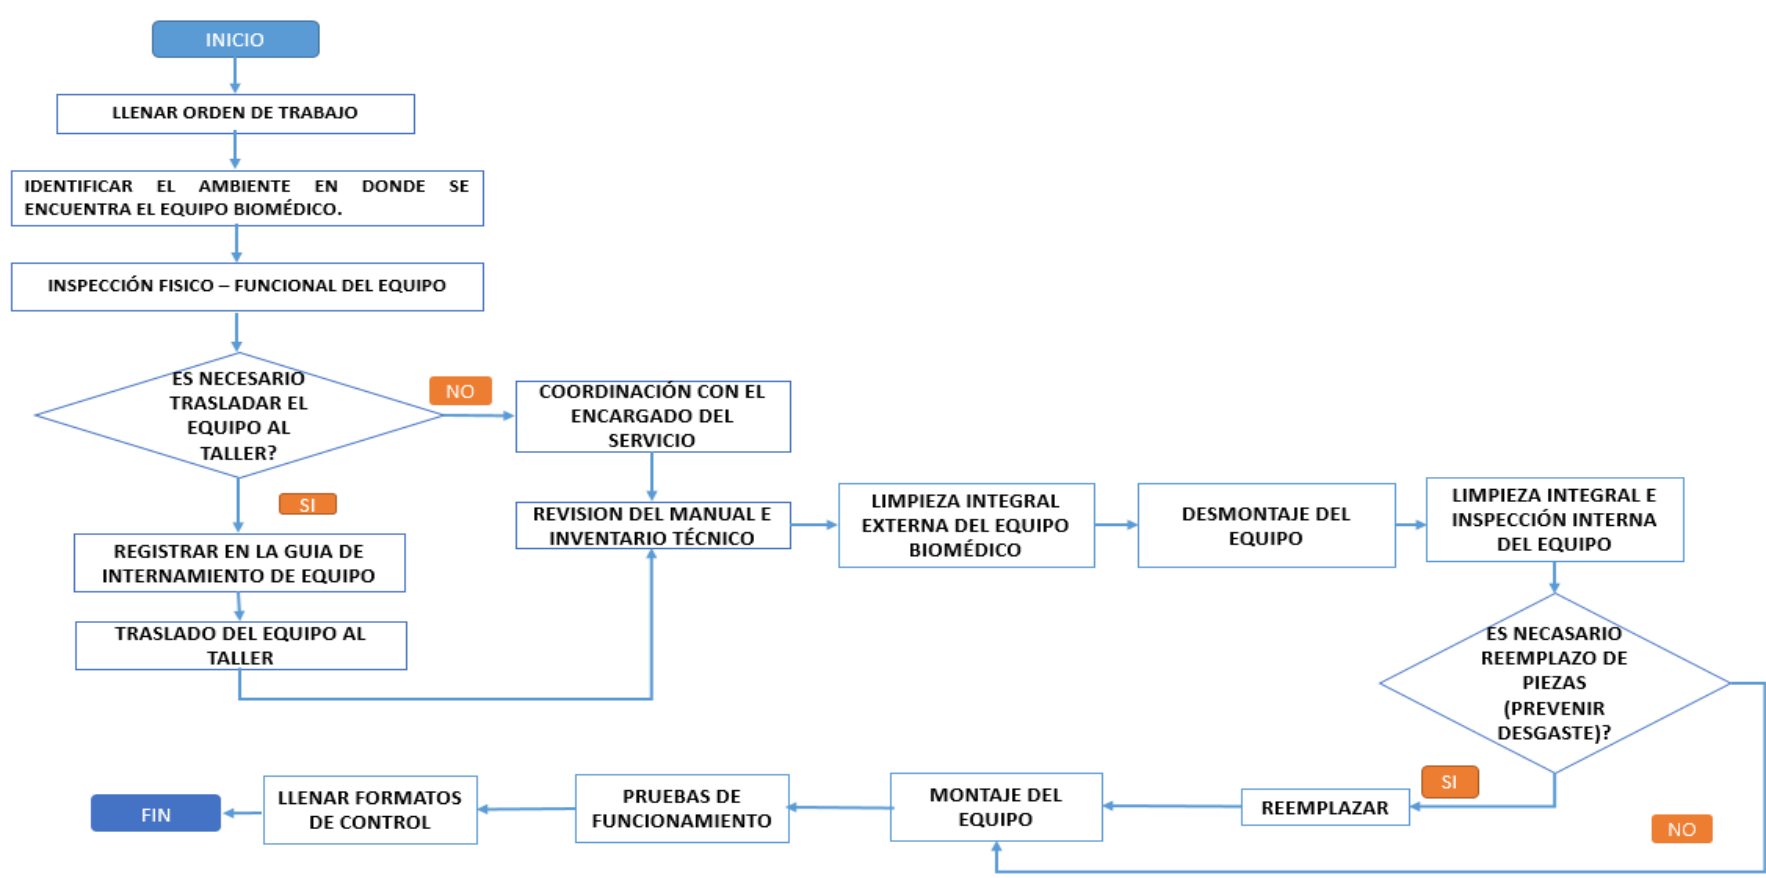 INICIO
LLENAR ORDEN DE TRABAJO
IDENTIFICAR EL AMBIENTE EN DONDE SE
ENCUENTRA EL EQUIPO BIOMÉDICO.
INSPECCIÓN FISICO – FUNCIONAL DEL EQUIPO
ES NECESARIO
TRASLADAR EL
EQUIPO AL
TALLER?
NO
SI
REGISTRAR EN LA GUIA DE
INTERNAMIENTO DE EQUIPO
TRASLADO DEL EQUIPO AL
TALLER
COORDINACIÓN CON EL
ENCARGADO DEL
SERVICIO
REVISION DEL MANUAL E
INVENTARIO TÉCNICO
LIMPIEZA INTEGRAL
EXTERNA DEL EQUIPO
BIOMÉDICO
DESMONTAJE DEL
EQUIPO
LIMPIEZA INTEGRAL E
INSPECCIÓN INTERNA
DEL EQUIPO
ES NECASARIO
REEMPLAZO DE
PIEZAS
(PREVENIR
DESGASTE)?
SI
NO
REEMPLAZAR
MONTAJE DEL
EQUIPO
PRUEBAS DE
FUNCIONAMIENTO
LLENAR FORMATOS
DE CONTROL
FIN